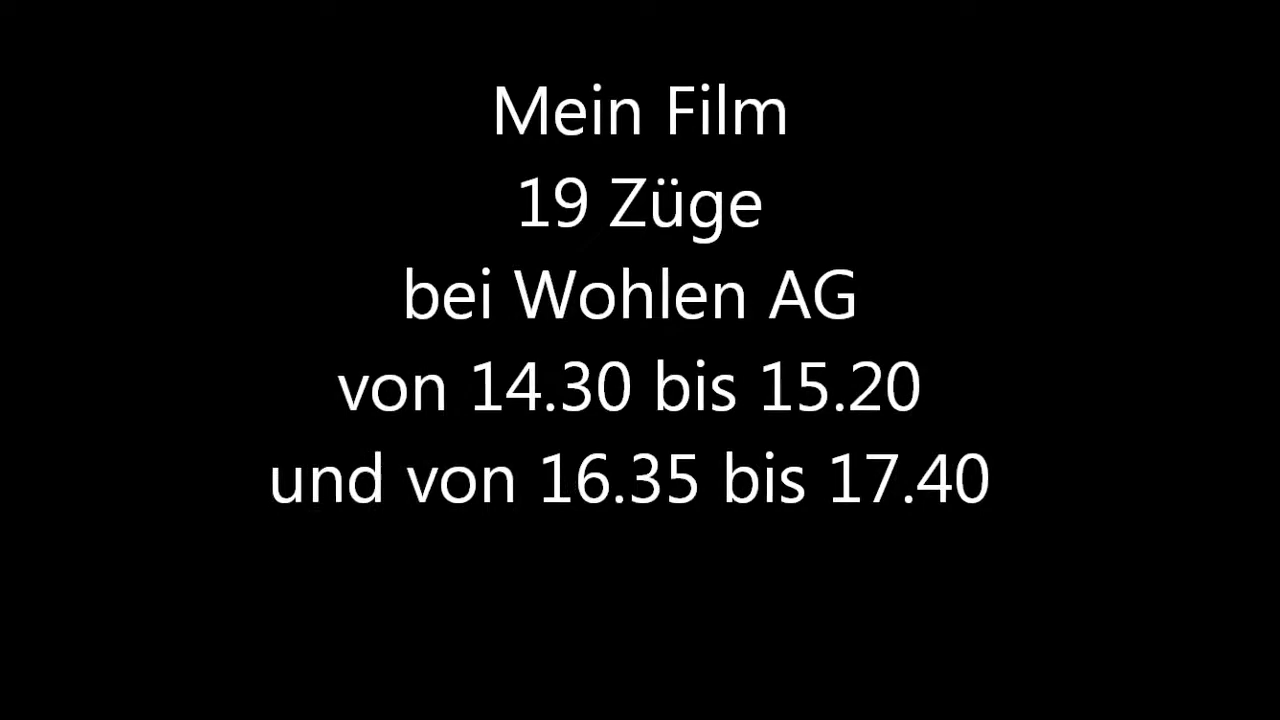 Mein Film
19 Züge
bei Wohlen AG
von 14.30 bis 15.20
und von 16.35 bis 17.40